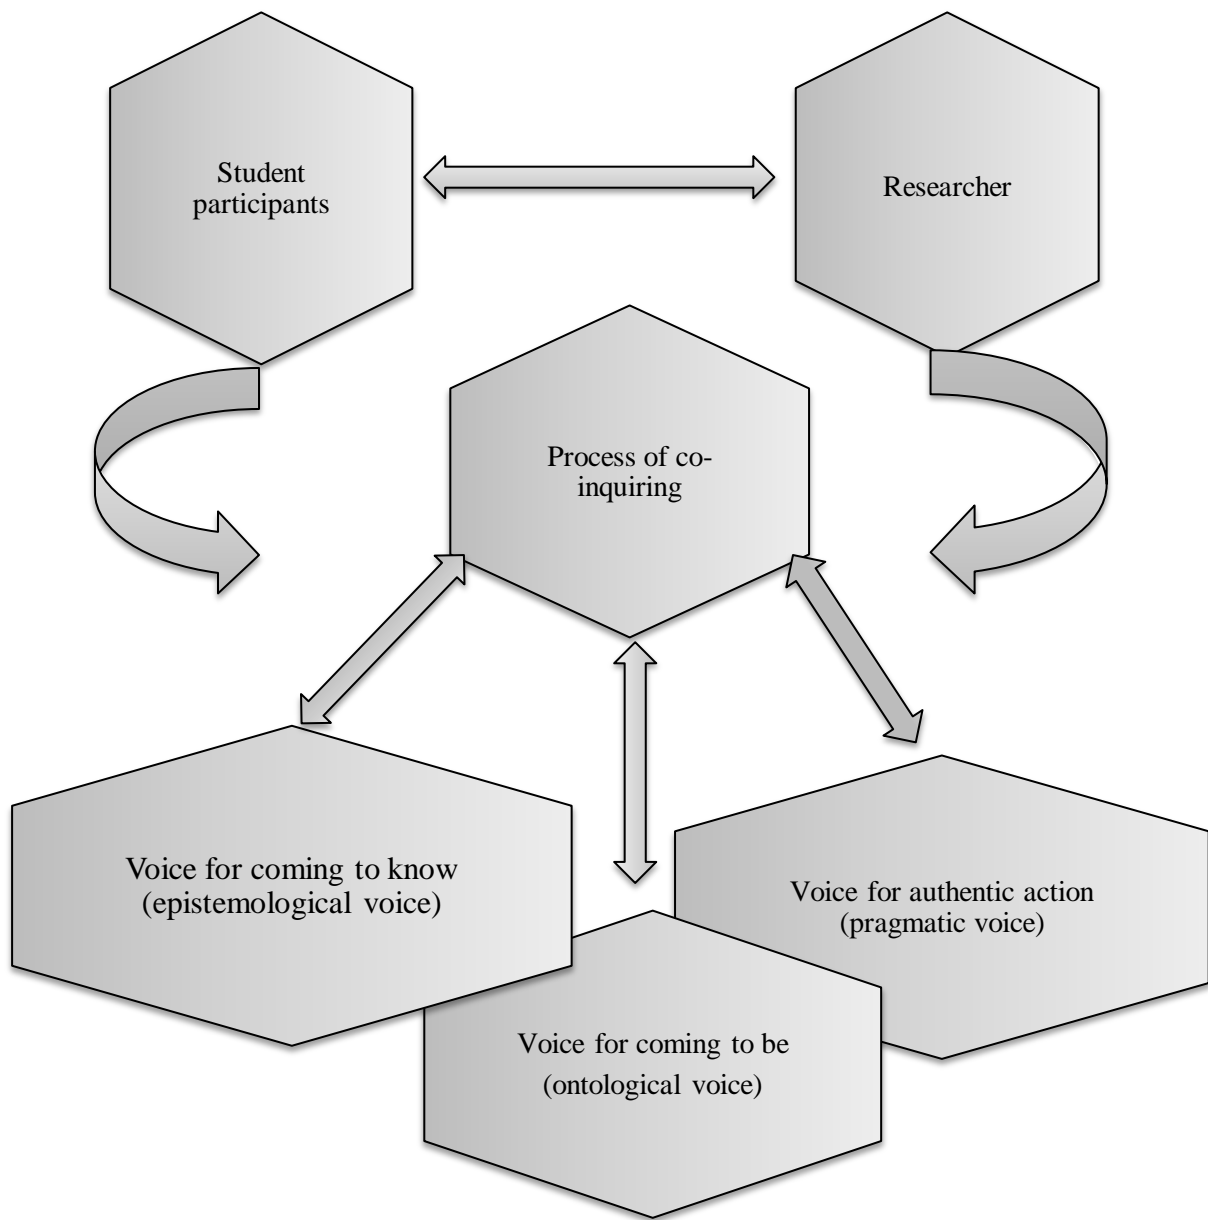 Student
participants
Researcher
Process of co-
inquiring
Voice for coming to know
(epistemological voice)
Voice for authentic action
(pragmatic voice)
Voice for coming to be
(ontological voice)